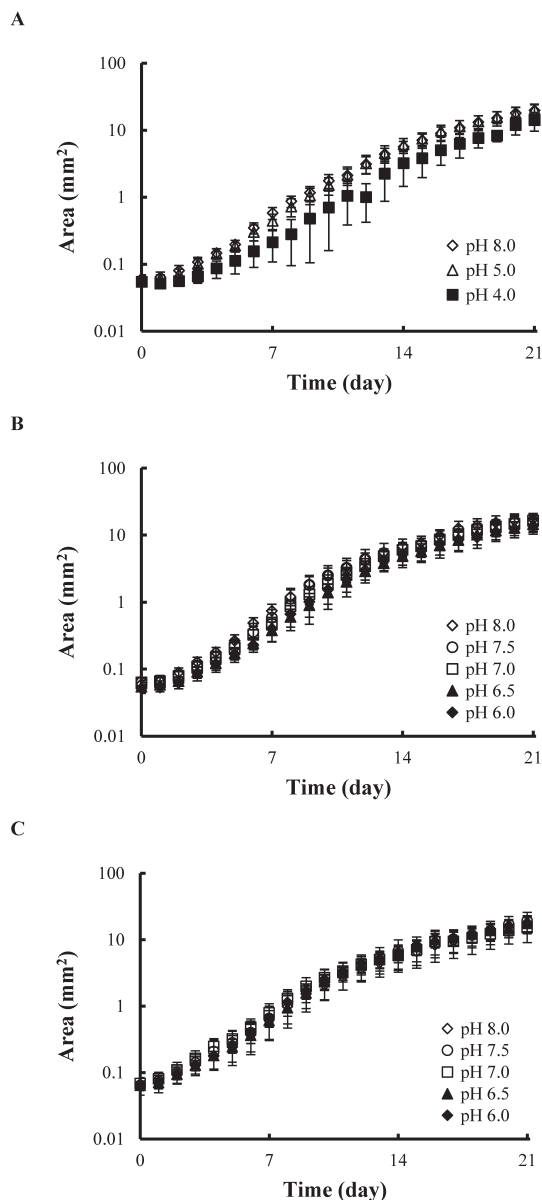 A
100
10
1
0.1
0.01
Area (mm²)
pH 8.0
pH 5.0
pH 4.0
0 7 14 21
Time (day)
B
100
10
1
0.1
0.01
Area (mm²)
pH 8.0
pH 7.5
pH 7.0
pH 6.5
pH 6.0
0 7 14 21
Time (day)
C
100
10
1
0.1
0.01
Area (mm²)
pH 8.0
pH 7.5
pH 7.0
pH 6.5
pH 6.0
0 7 14 21
Time (day)